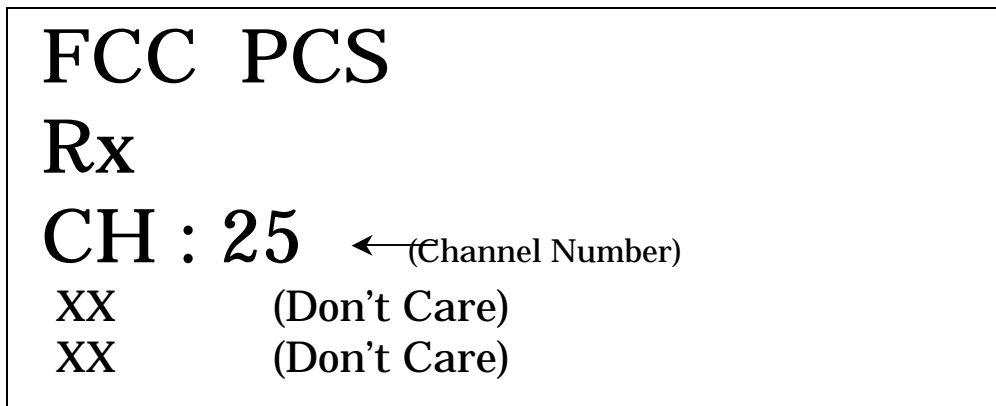 FCC PCS
Rx
CH : 25 (Channel Number)
XX (Don't Care)
XX (Don't Care)